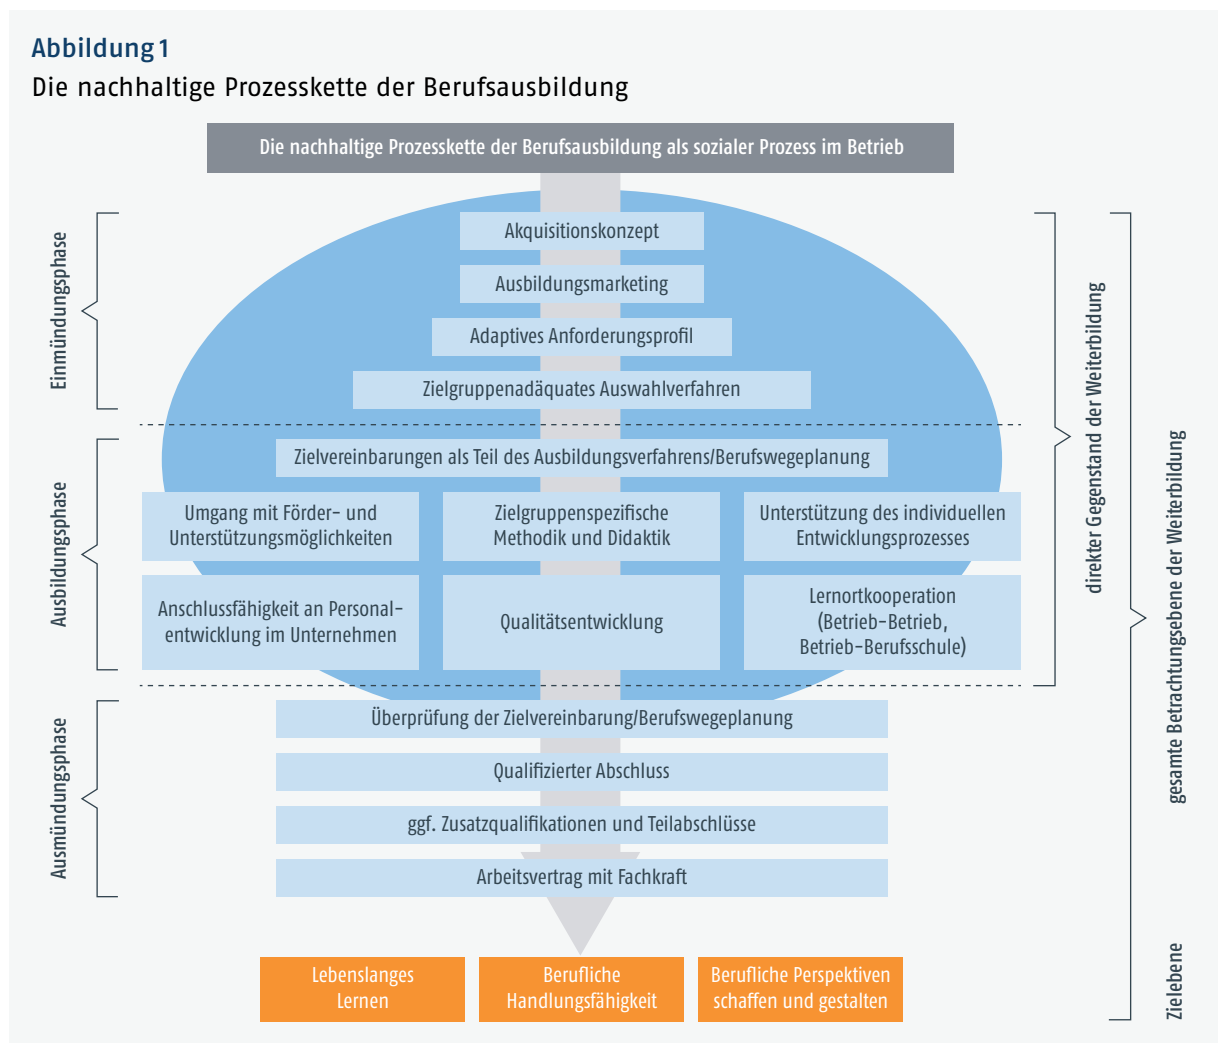 Abbildung 1
Die nachhaltige Prozesskette der Berufsausbildung
Die nachhaltige Prozesskette der Berufsausbildung als sozialer Prozess im Betrieb
Einmündungsphase
Akquisitionskonzept
Ausbildungsmarketing
Adaptives Anforderungsprofil
Zielgruppenadäquates Auswahlverfahren
Ausbildungsphase
Zielvereinbarungen als Teil des Ausbildungsverfahrens/Berufswegeplanung
Umgang mit Förder- und
Unterstützungsmöglichkeiten
Zielgruppenspezifische
Methodik und Didaktik
Unterstützung des individuellen
Entwicklungsprozesses
Anschlussfähigkeit an Personal-
entwicklung im Unternehmen
Qualitätsentwicklung
Lernortkooperation
(Betrieb-Betrieb,
Betrieb-Berufsschule)
Ausmündungsphase
Überprüfung der Zielvereinbarung/Berufswegeplanung
Qualifizierter Abschluss
ggf. Zusatzqualifikationen und Teilabschlüsse
Arbeitsvertrag mit Fachkraft
Lebenslanges
Lernen
Berufliche
Handlungsfähigkeit
Berufliche Perspektiven
schaffen und gestalten
direkter Gegenstand der Weiterbildung
gesamte Betrachtungsebene der Weiterbildung
Zielebene